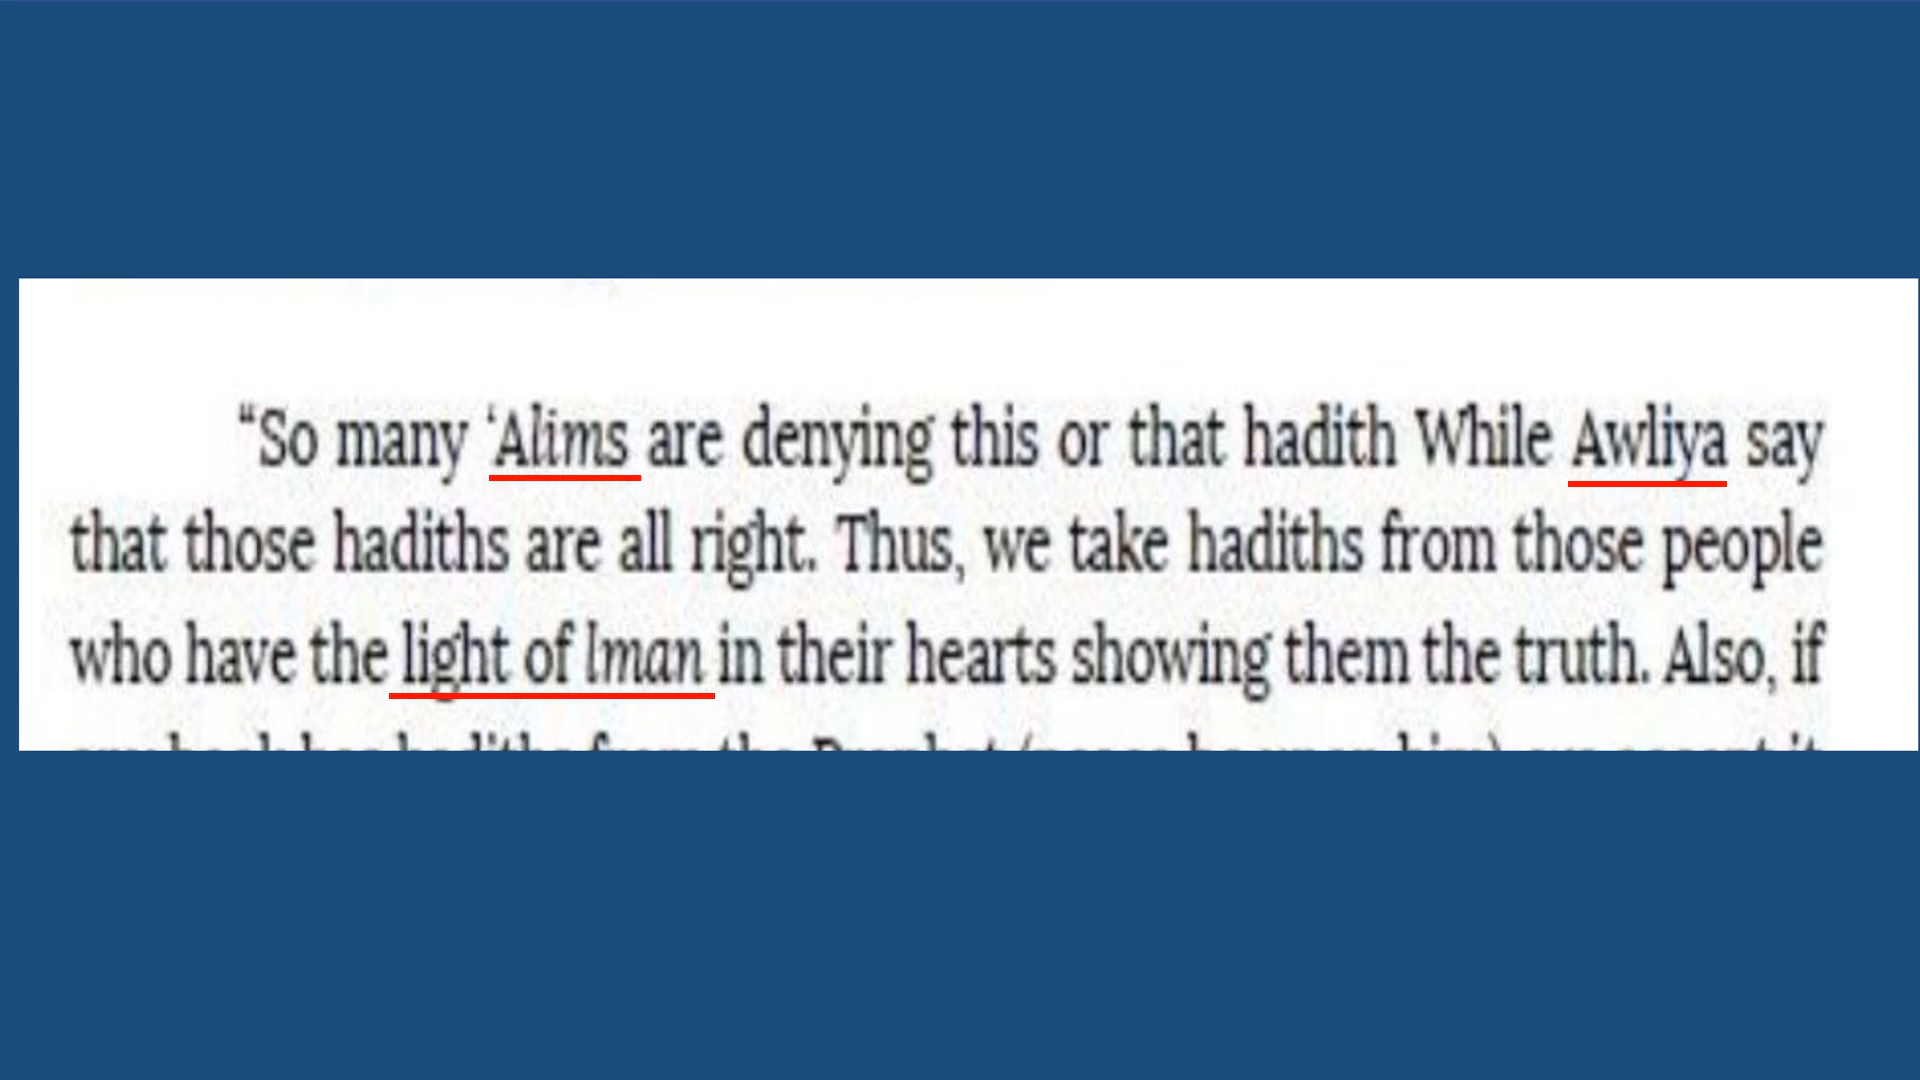 “So many ‘Alims are denying this or that hadith While Awliya say
that those hadiths are all right. Thus, we take hadiths from those people
who have the light of Iman in their hearts showing them the truth. Also, if